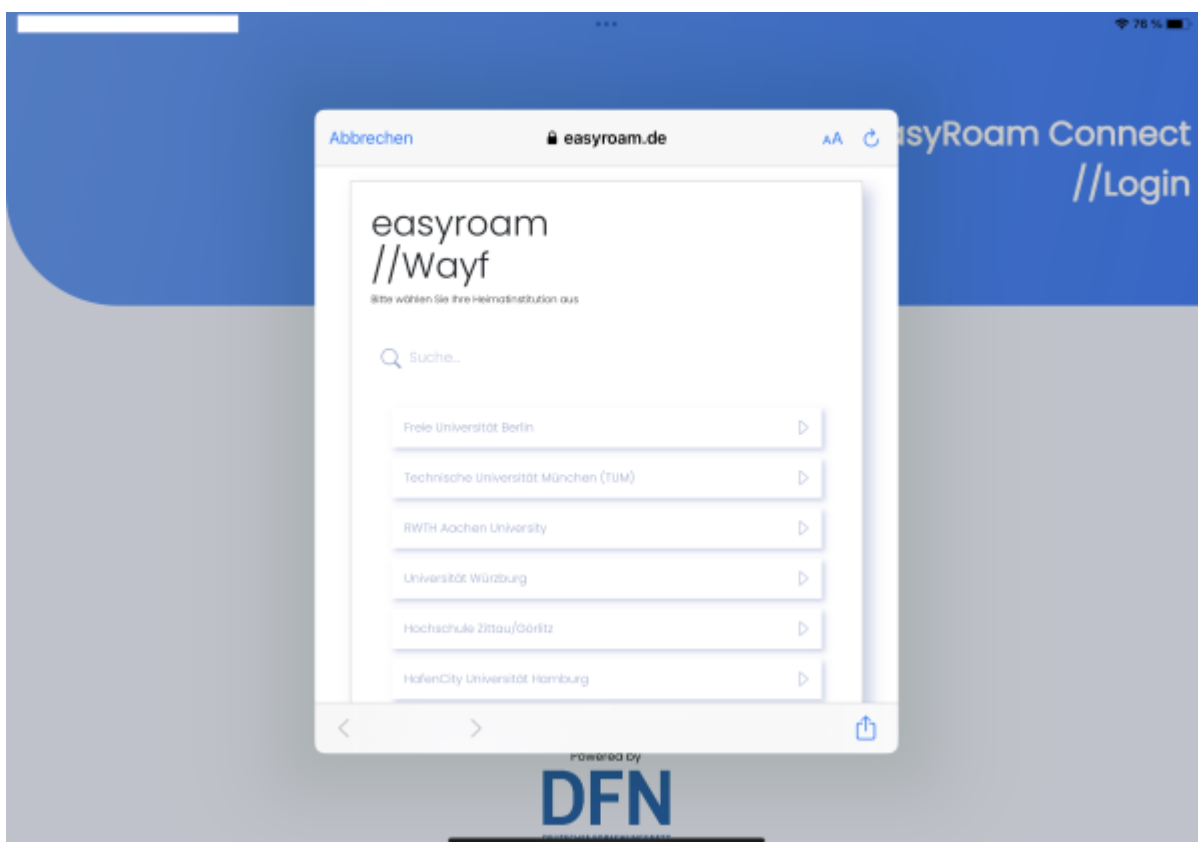 76 %
asyRoam Connect
//Login
Abbrechen
easyroam.de
AA
easyroam
//Wayf
Bitte wählen Sie Ihre Heimatinstitution aus
Suche...
Freie Universität Berlin
Technische Universität München (TUM)
RWTH Aachen University
Universität Würzburg
Hochschule Zittau/Görlitz
HafenCity Universität Hamburg
Powered by
DFN